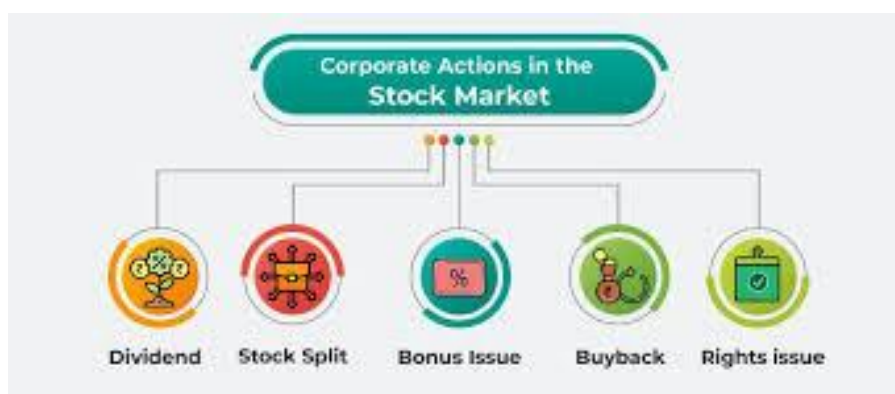 Corporate Actions in the
Stock Market
Dividend
Stock Split
Bonus Issue
Buyback
Rights issue